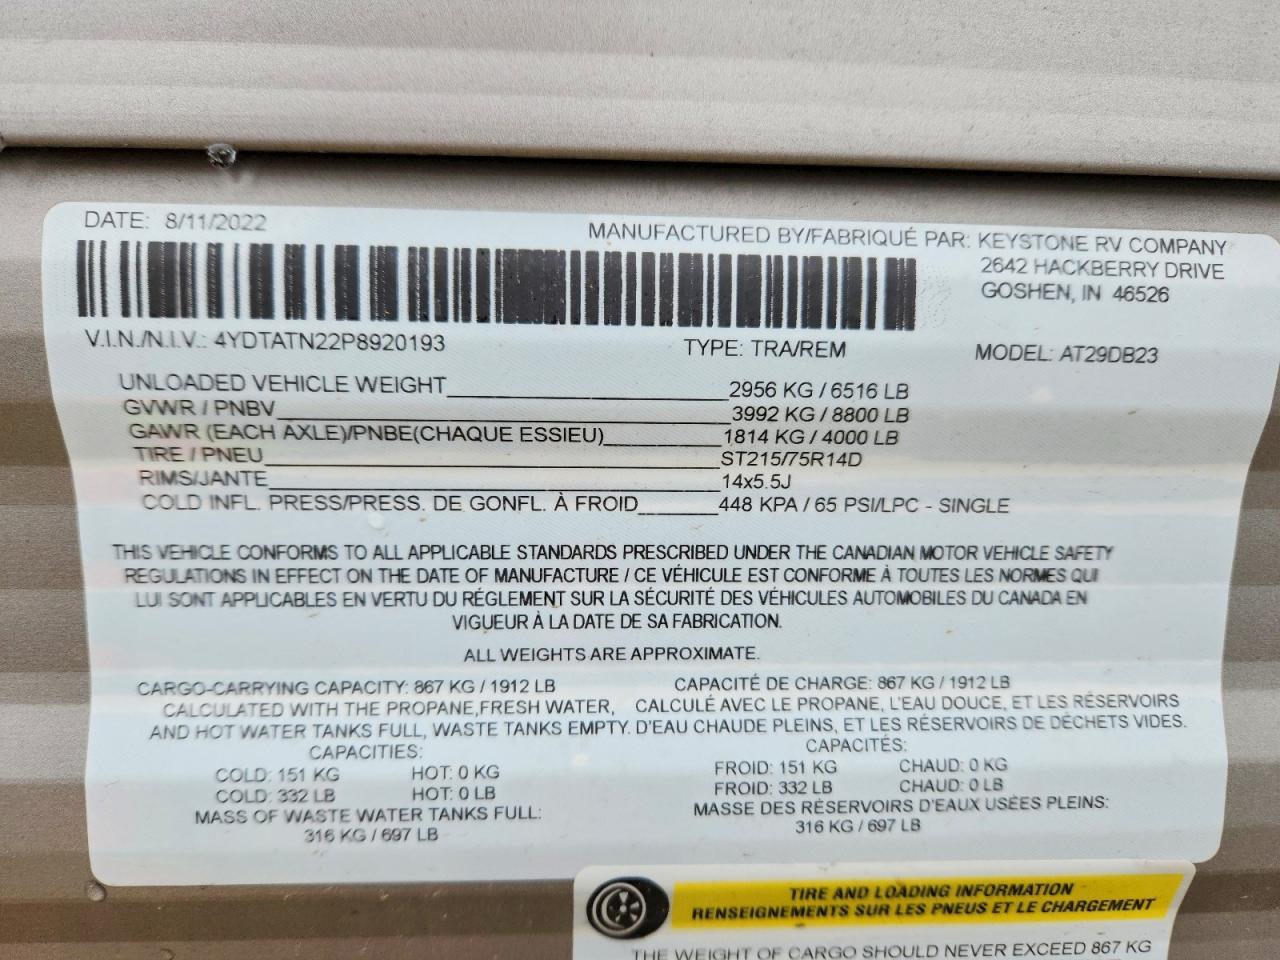 DATE: 8/11/2022
MANUFACTURED BY/FABRIQUÉ PAR: KEYSTONE RV COMPANY
2642 HACKBERRY DRIVE
GOSHEN, IN 46526
V.I.N./N.I.V.: 4YDTATN22P8920193 TYPE: TRA/REM MODEL: AT29DB23
UNLOADED VEHICLE WEIGHT 2956 KG / 6516 LB
GVWR / PNBV 3992 KG / 8800 LB
GAWR (EACH AXLE)/PNBE(CHAQUE ESSIEU) 1814 KG / 4000 LB
TIRE / PNEU ST215/75R14D
RIMS/JANTE 14x5.5J
COLD INFL. PRESS/PRESS. DE GONFL. À FROID 448 KPA / 65 PSI/LPC - SINGLE
THIS VEHICLE CONFORMS TO ALL APPLICABLE STANDARDS PRESCRIBED UNDER THE CANADIAN MOTOR VEHICLE SAFETY
REGULATIONS IN EFFECT ON THE DATE OF MANUFACTURE / CE VÉHICULE EST CONFORME À TOUTES LES NORMES QUI
LUI SONT APPLICABLES EN VERTU DU RÉGLEMENT SUR LA SÉCURITÉ DES VÉHICULES AUTOMOBILES DU CANADA EN
VIGUEUR À LA DATE DE SA FABRICATION.
ALL WEIGHTS ARE APPROXIMATE.
CARGO-CARRYING CAPACITY: 867 KG / 1912 LB
CALCULATED WITH THE PROPANE,FRESH WATER,
AND HOT WATER TANKS FULL, WASTE TANKS EMPTY.
CAPACITIES:
COLD: 151 KG HOT: 0 KG
COLD: 332 LB HOT: 0 LB
MASS OF WASTE WATER TANKS FULL:
316 KG / 697 LB
CAPACITÉ DE CHARGE: 867 KG / 1912 LB
CALCULÉ AVEC LE PROPANE, L'EAU DOUCE, ET LES RÉSERVOIRS
D'EAU CHAUDE PLEINS, ET LES RÉSERVOIRS DE DÉCHETS VIDES.
CAPACITÉS:
FROID: 151 KG CHAUD: 0 KG
FROID: 332 LB CHAUD: 0 LB
MASSE DES RÉSERVOIRS D'EAUX USÉES PLEINS:
316 KG / 697 LB
TIRE AND LOADING INFORMATION
RENSEIGNEMENTS SUR LES PNEUS ET LE CHARGEMENT
THE WEIGHT OF CARGO SHOULD NEVER EXCEED 867 KG